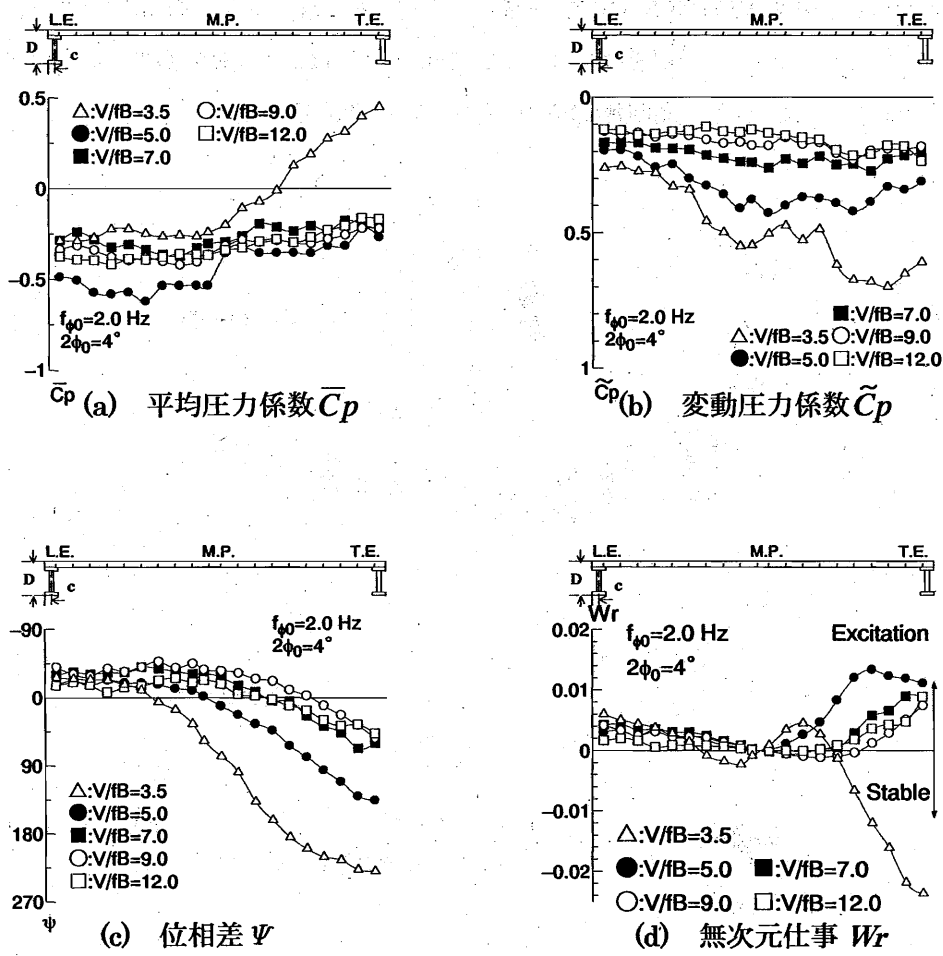 L.E. M.P. T.E.
D
c
0.5
0
−0.5
−1
△:V/fB=3.5 ○:V/fB=9.0
●:V/fB=5.0 □:V/fB=12.0
■:V/fB=7.0
fϕ0=2.0 Hz
2ϕ0=4°
C̅p
(a) 平均圧力係数 C̅p
L.E. M.P. T.E.
D
c
0
0.5
1
fϕ0=2.0 Hz
2ϕ0=4°
■:V/fB=7.0
△:V/fB=3.5 ○:V/fB=9.0
●:V/fB=5.0 □:V/fB=12.0
C̃p
(b) 変動圧力係数 C̃p
L.E. M.P. T.E.
D
c
−90
0
90
180
270
fϕ0=2.0 Hz
2ϕ0=4°
△:V/fB=3.5
●:V/fB=5.0
■:V/fB=7.0
○:V/fB=9.0
□:V/fB=12.0
ψ
(c) 位相差 Ψ
L.E. M.P. T.E.
D
c
Wr
0.02
0.01
0
−0.01
−0.02
fϕ0=2.0 Hz
2ϕ0=4°
Excitation
Stable
△:V/fB=3.5
●:V/fB=5.0 ■:V/fB=7.0
○:V/fB=9.0 □:V/fB=12.0
(d) 無次元仕事 Wr